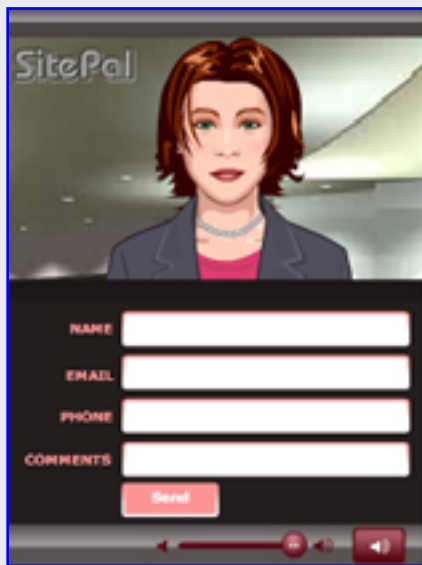 SitePal
NAME
EMAIL
PHONE
COMMENTS
Send